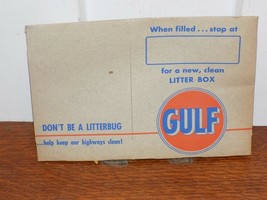 When filled...stop at
for a new, clean
LITTER BOX
GULF
DON'T BE A LITTERBUG
...help keep our highways clean!